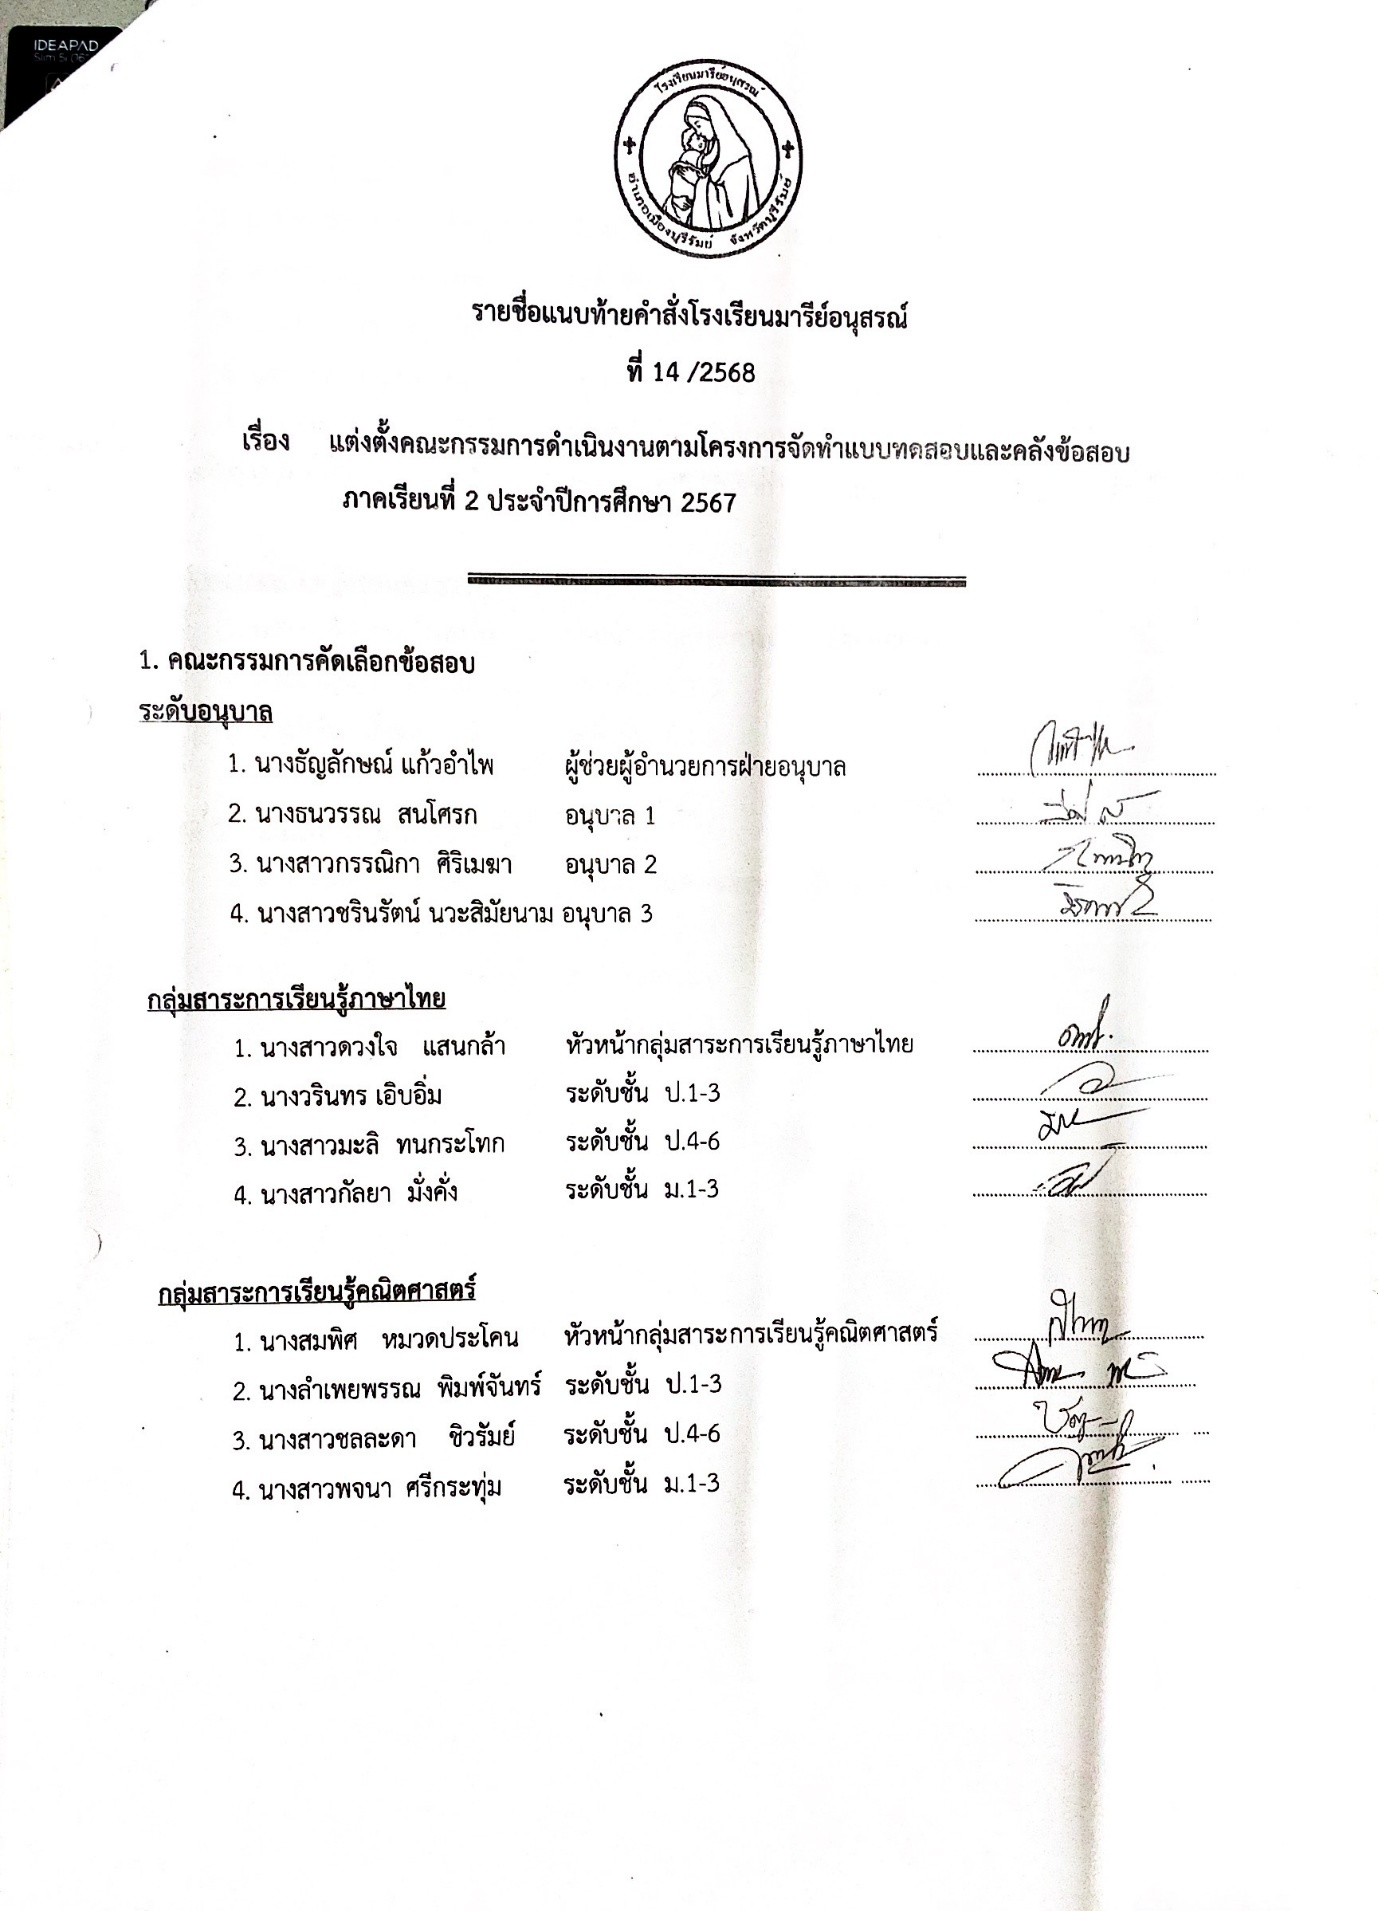 IDEAPAD
โรงเรียนมารีย์อนุสรณ์
อำเภอเมืองบุรีรัมย์ จังหวัดบุรีรัมย์
รายชื่อแนบท้ายคำสั่งโรงเรียนมารีย์อนุสรณ์
ที่ 14 /2568
เรื่อง แต่งตั้งคณะกรรมการดำเนินงานตามโครงการจัดทำแบบทดสอบและคลังข้อสอบ
ภาคเรียนที่ 2 ประจำปีการศึกษา 2567
1. คณะกรรมการคัดเลือกข้อสอบ
ระดับอนุบาล
1. นางธัญลักษณ์ แก้วอำไพ ผู้ช่วยผู้อำนวยการฝ่ายอนุบาล
2. นางธนวรรณ สนโศรก อนุบาล 1
3. นางสาวกรรณิกา ศิริเมฆา อนุบาล 2
4. นางสาวชรินรัตน์ นวะสิมัยนาม อนุบาล 3
กลุ่มสาระการเรียนรู้ภาษาไทย
1. นางสาวดวงใจ แสนกล้า หัวหน้ากลุ่มสาระการเรียนรู้ภาษาไทย
2. นางวรินทร เอิบอิ่ม ระดับชั้น ป.1-3
3. นางสาวมะลิ ทนกระโทก ระดับชั้น ป.4-6
4. นางสาวกัลยา มั่งคั่ง ระดับชั้น ม.1-3
กลุ่มสาระการเรียนรู้คณิตศาสตร์
1. นางสมพิศ หมวดประโคน หัวหน้ากลุ่มสาระการเรียนรู้คณิตศาสตร์
2. นางลำเพยพรรณ พิมพ์จันทร์ ระดับชั้น ป.1-3
3. นางสาวชลละดา ชิวรัมย์ ระดับชั้น ป.4-6
4. นางสาวพจนา ศรีกระทุ่ม ระดับชั้น ม.1-3